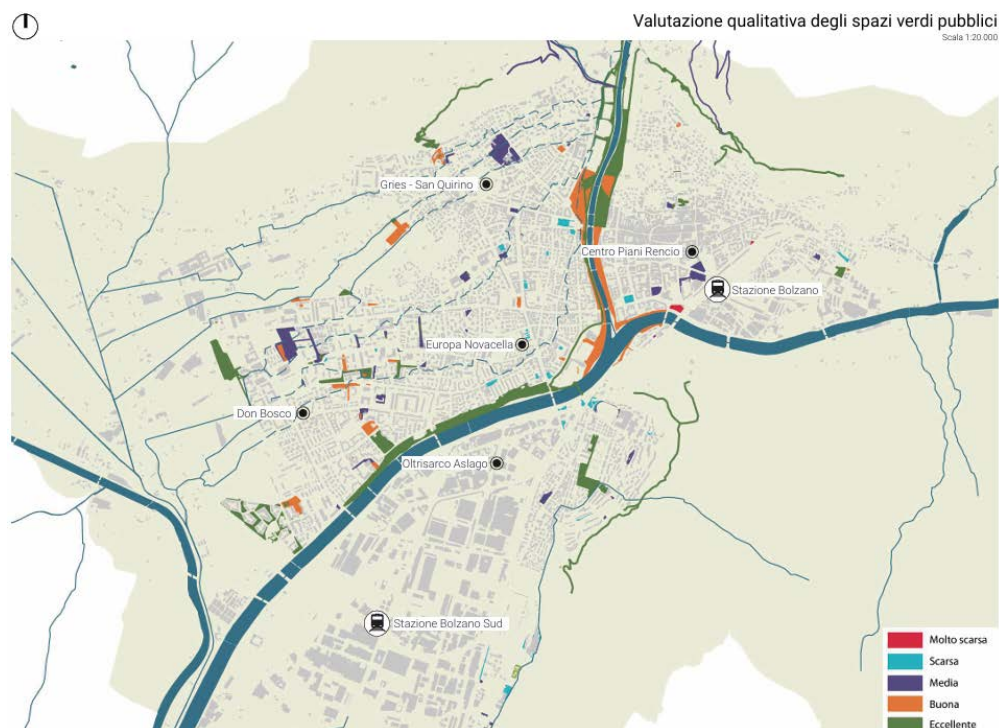 Valutazione qualitativa degli spazi verdi pubblici
Scala 1:20 000
Gries - San Quirino
Centro Piani Rencio
Stazione Bolzano
Europa Novacella
Don Bosco
Oltrisarco Aslago
Stazione Bolzano Sud
Molto scarsa
Scarsa
Media
Buona
Eccellente